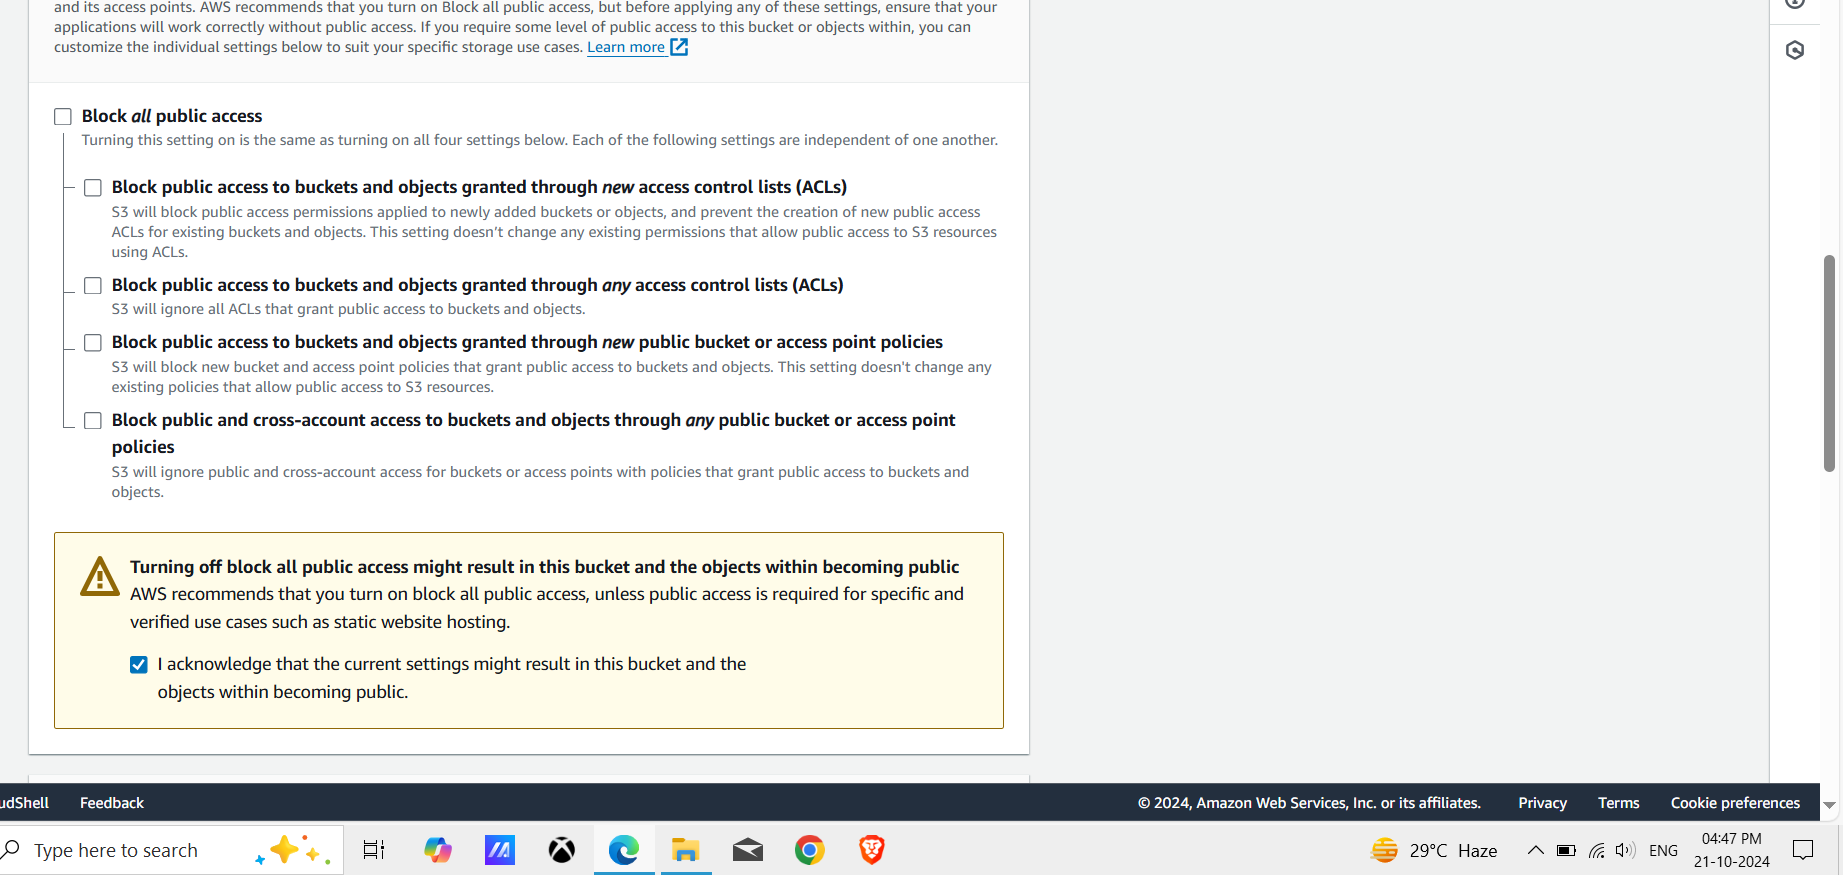 and its access points. AWS recommends that you turn on Block all public access, but before applying any of these settings, ensure that your
applications will work correctly without public access. If you require some level of public access to this bucket or objects within, you can
customize the individual settings below to suit your specific storage use cases. Learn more
Block all public access
Turning this setting on is the same as turning on all four settings below. Each of the following settings are independent of one another.
Block public access to buckets and objects granted through new access control lists (ACLs)
S3 will block public access permissions applied to newly added buckets or objects, and prevent the creation of new public access
ACLs for existing buckets and objects. This setting doesn’t change any existing permissions that allow public access to S3 resources
using ACLs.
Block public access to buckets and objects granted through any access control lists (ACLs)
S3 will ignore all ACLs that grant public access to buckets and objects.
Block public access to buckets and objects granted through new public bucket or access point policies
S3 will block new bucket and access point policies that grant public access to buckets and objects. This setting doesn't change any
existing policies that allow public access to S3 resources.
Block public and cross-account access to buckets and objects through any public bucket or access point
policies
S3 will ignore public and cross-account access for buckets or access points with policies that grant public access to buckets and
objects.
Turning off block all public access might result in this bucket and the objects within becoming public
AWS recommends that you turn on block all public access, unless public access is required for specific and
verified use cases such as static website hosting.
I acknowledge that the current settings might result in this bucket and the
objects within becoming public.
udShell Feedback © 2024, Amazon Web Services, Inc. or its affiliates. Privacy Terms Cookie preferences
Type here to search 29°C Haze ENG 04:47 PM
21-10-2024